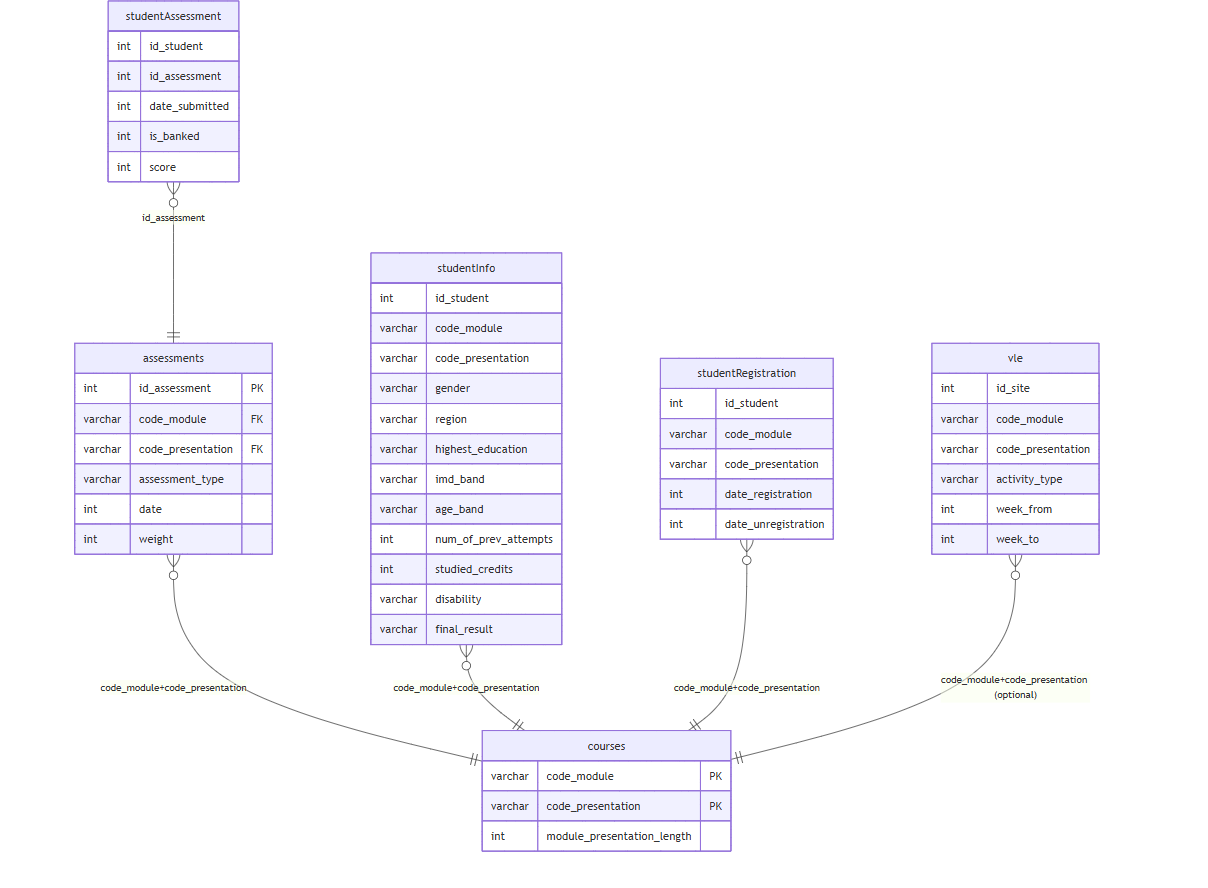 studentAssessment
int id_student
int id_assessment
int date_submitted
int is_banked
int score
id_assessment
assessments
int id_assessment PK
varchar code_module FK
varchar code_presentation FK
varchar assessment_type
int date
int weight
studentInfo
int id_student
varchar code_module
varchar code_presentation
varchar gender
varchar region
varchar highest_education
varchar imd_band
varchar age_band
int num_of_prev_attempts
int studied_credits
varchar disability
varchar final_result
studentRegistration
int id_student
varchar code_module
varchar code_presentation
int date_registration
int date_unregistration
vle
int id_site
varchar code_module
varchar code_presentation
varchar activity_type
int week_from
int week_to
code_module+code_presentation
code_module+code_presentation
code_module+code_presentation
code_module+code_presentation
(optional)
courses
varchar code_module PK
varchar code_presentation PK
int module_presentation_length